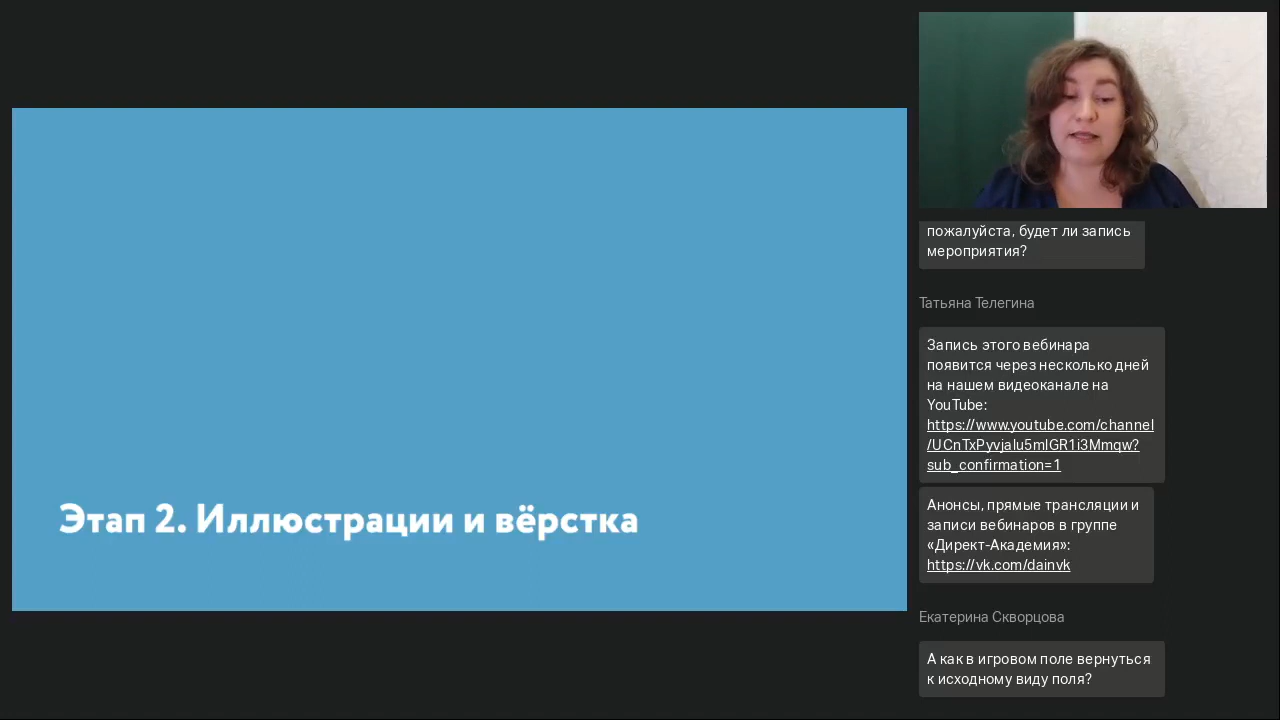 Этап 2. Иллюстрации и вёрстка
пожалуйста, будет ли запись
мероприятия?
Татьяна Телегина
Запись этого вебинара
появится через несколько дней
на нашем видеоканале на
YouTube:
https://www.youtube.com/channel
/UCnTxPyvjalu5mlGR1i3Mmqw?
sub_confirmation=1
Анонсы, прямые трансляции и
записи вебинаров в группе
«Директ-Академия»:
https://vk.com/dainvk
Екатерина Скворцова
А как в игровом поле вернуться
к исходному виду поля?